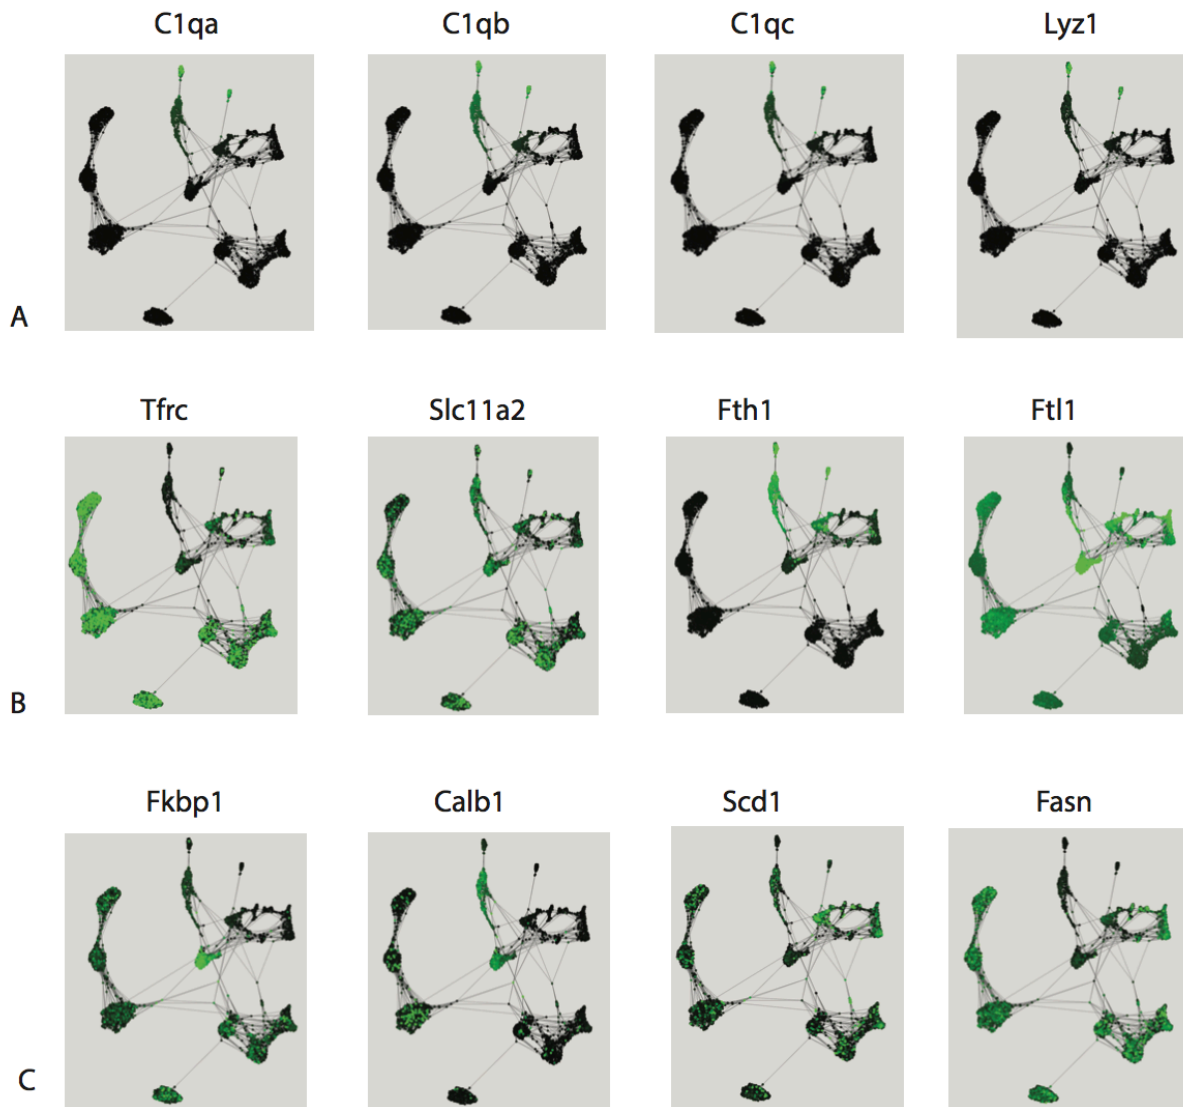 C1qa C1qb C1qc Lyz1
A
Tfrc Slc11a2 Fth1 Ftl1
B
Fkbp1 Calb1 Scd1 Fasn
C